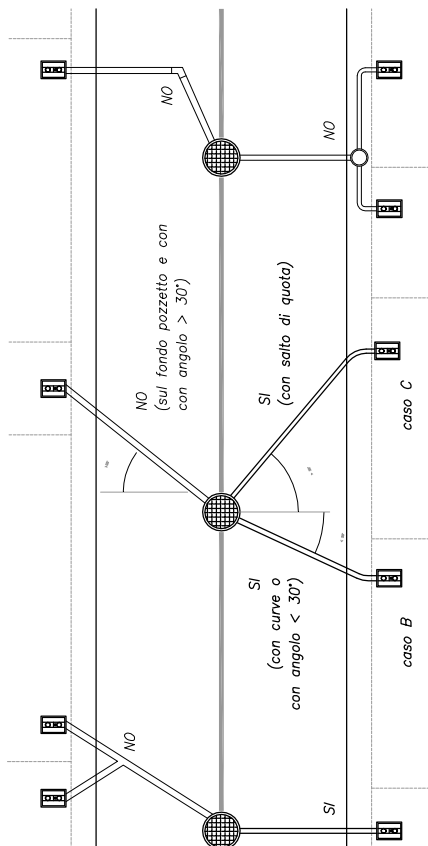 NO
NO
NO
(sul fondo pozzetto e con
con angolo > 30°)
SI
(con salto di quota)
caso C
SI
(con curve o
con angolo < 30°)
caso B
NO
SI